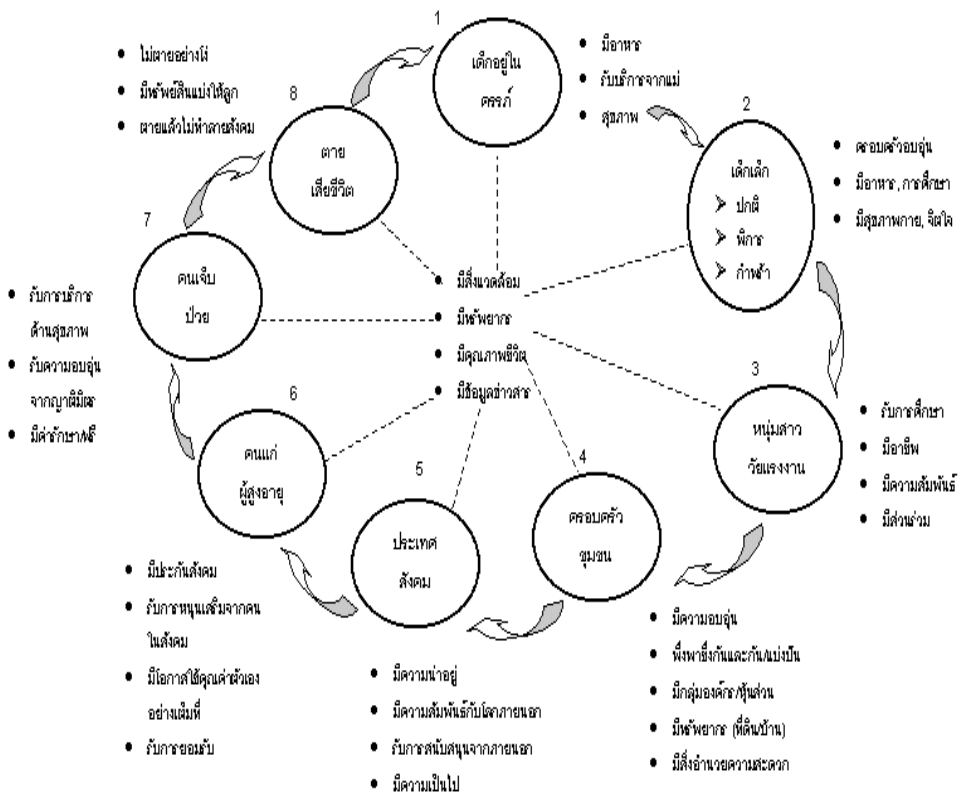 1
เด็กอยู่ใน
ครรภ์
• มีอาหาร
• รับบริการจากแม่
• สุขภาพ
2
เด็กเล็ก
➢ ปกติ
➢ พิการ
➢ กำพร้า
• ครอบครัวอบอุ่น
• มีอาหาร, การศึกษา
• มีสุขภาพกาย, จิตใจ
3
หนุ่มสาว
วัยแรงงาน
• รับการศึกษา
• มีอาชีพ
• มีความสัมพันธ์
• มีส่วนร่วม
4
ครอบครัว
ชุมชน
• มีความอบอุ่น
• พึ่งพาซึ่งกันและกัน/แบ่งปัน
• มีกลุ่มองค์กร/หุ้นส่วน
• มีทรัพยากร (ที่ดิน/บ้าน)
• มีสิ่งอำนวยความสะดวก
5
ประเทศ
สังคม
• มีความน่าอยู่
• มีความสัมพันธ์กับโลกภายนอก
• รับการสนับสนุนจากภายนอก
• มีความเป็นไป
6
คนแก่
ผู้สูงอายุ
• มีประกันสังคม
• รับการหนุนเสริมจากคน
ในสังคม
• มีโอกาสใช้คุณค่าตัวเอง
อย่างเต็มที่
• รับการยอมรับ
7
คนเจ็บ
ป่วย
• รับการบริการ
ด้านสุขภาพ
• รับความอบอุ่น
จากญาติมิตร
• มีค่ารักษา/ฟรี
8
ตาย
เสียชีวิต
• ไม่ตายอย่างโง่
• มีทรัพย์สินแบ่งให้ลูก
• ตายแล้วไม่ทำลายสังคม
• มีสิ่งแวดล้อม
• มีทรัพยากร
• มีคุณภาพชีวิต
• มีข้อมูลข่าวสาร